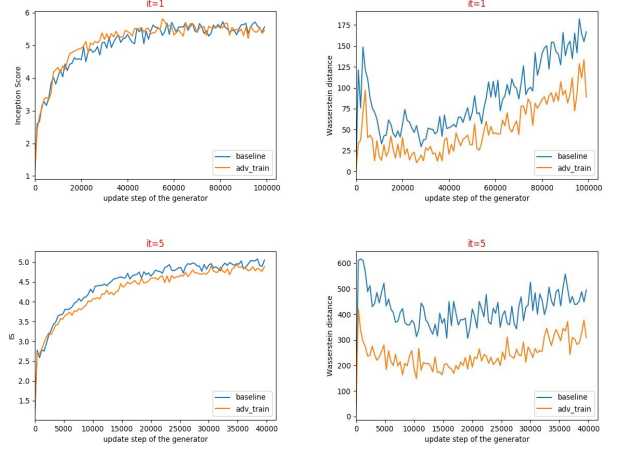 it=1
6
5
4
3
2
1
Inception Score
baseline
adv_train
0 20000 40000 60000 80000 100000
update step of the generator
it=1
175
150
125
100
75
50
25
0
Wasserstein distance
baseline
adv_train
0 20000 40000 60000 80000 100000
update step of the generator
it=5
5.0
4.5
4.0
3.5
3.0
2.5
2.0
1.5
IS
baseline
adv_train
0 5000 10000 15000 20000 25000 30000 35000 40000
update step of the generator
it=5
600
500
400
300
200
100
0
Wasserstein distance
baseline
adv_train
0 5000 10000 15000 20000 25000 30000 35000 40000
update step of the generator